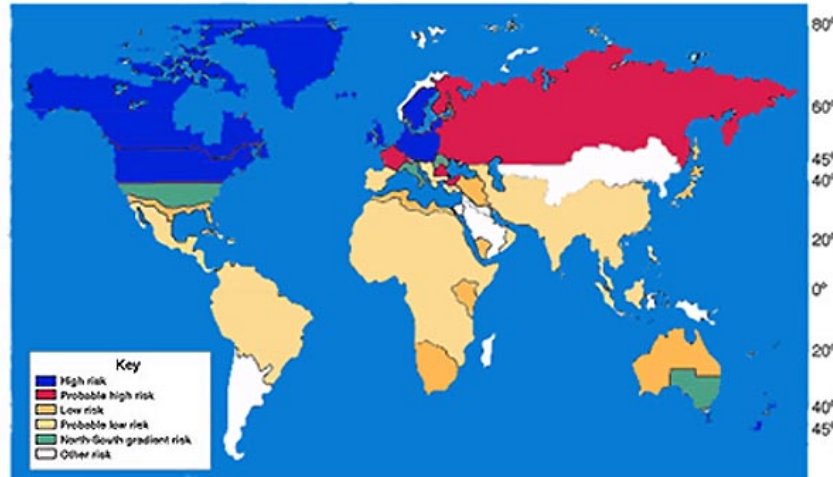 80°
60°
45°
40°
20°
0°
20°
40°
45°
Key
High risk
Probable high risk
Low risk
Probable low risk
North-South gradient risk
Other risk